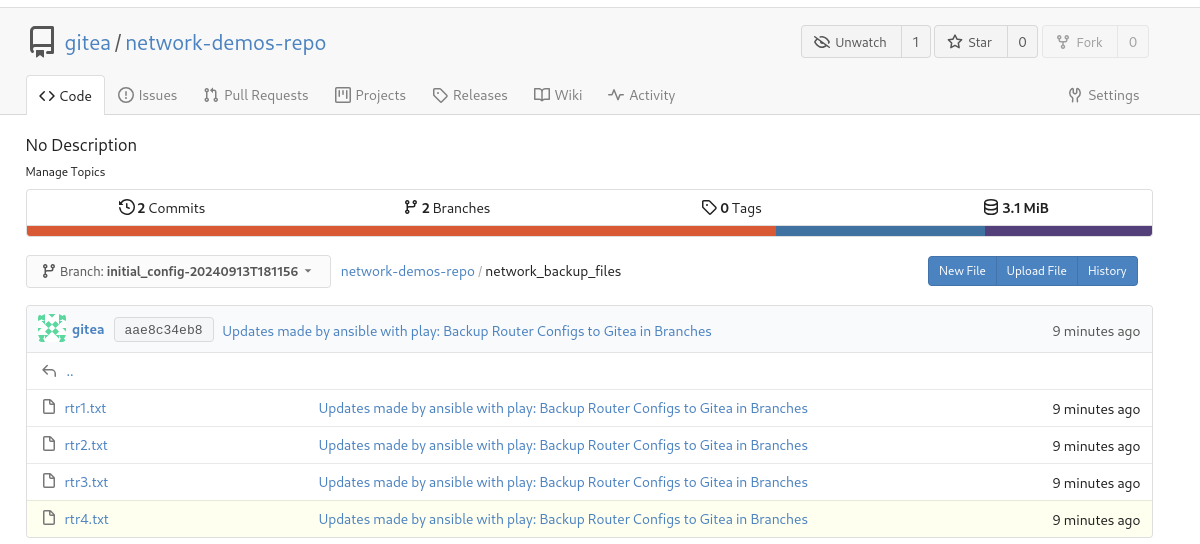 gitea / network-demos-repo
Unwatch 1 Star 0 Fork 0
Code Issues Pull Requests Projects Releases Wiki Activity Settings
No Description
Manage Topics
2 Commits 2 Branches 0 Tags 3.1 MiB
Branch: initial_config-20240913T181156 network-demos-repo / network_backup_files New File Upload File History
gitea aae8c34eb8 Updates made by ansible with play: Backup Router Configs to Gitea in Branches 9 minutes ago
..
rtr1.txt Updates made by ansible with play: Backup Router Configs to Gitea in Branches 9 minutes ago
rtr2.txt Updates made by ansible with play: Backup Router Configs to Gitea in Branches 9 minutes ago
rtr3.txt Updates made by ansible with play: Backup Router Configs to Gitea in Branches 9 minutes ago
rtr4.txt Updates made by ansible with play: Backup Router Configs to Gitea in Branches 9 minutes ago